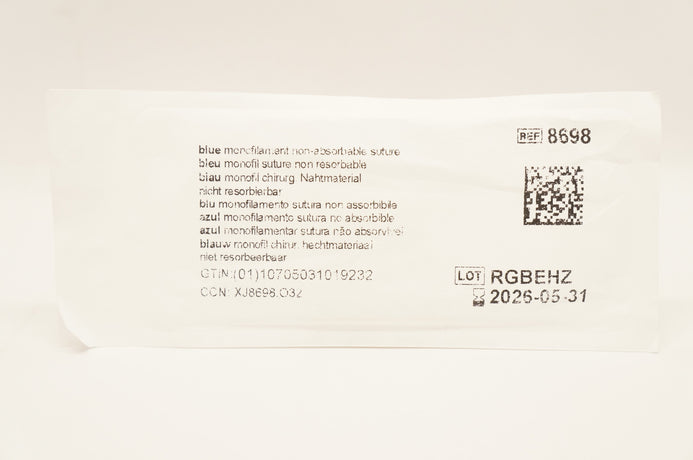 REF 8698
blue monofilament non-absorbable suture
bleu monofil suture non resorbable
blau monofil chirurg. Nahtmaterial
nicht resorbierbar
blu monofilamento sutura non assorbibile
azul monofilamento sutura no absorbible
azul monofilamentar sutura não absorvível
blauw monofil chirur. hechtmateriaal
niet resorbeerbaar
GTIN:(01)10705031019232
CCN: XJ8698.O32
LOT RGBEHZ
2026-05-31